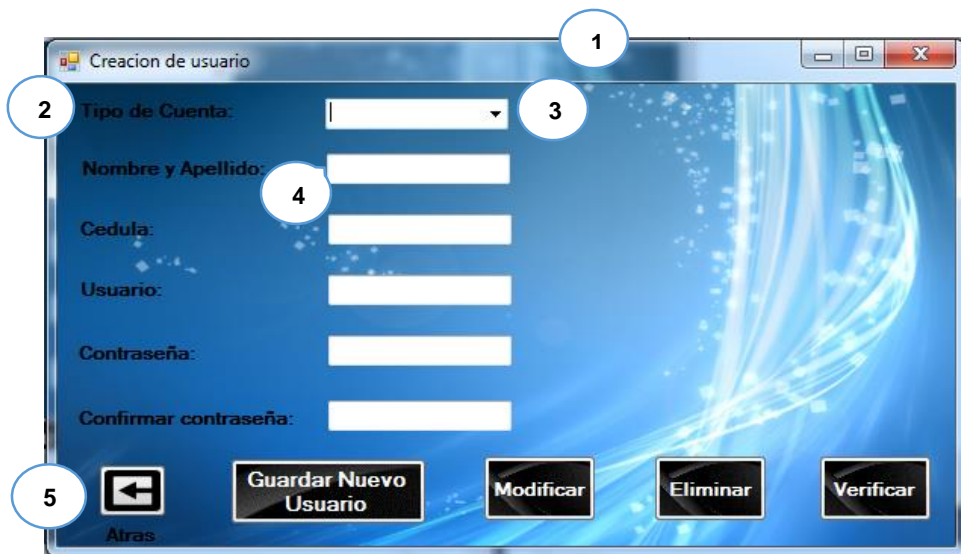 1
Creacion de usuario
2
Tipo de Cuenta:
3
Nombre y Apellido:
4
Cedula:
Usuario:
Contraseña:
Confirmar contraseña:
5
Guardar Nuevo
Usuario
Modificar
Eliminar
Verificar
Atras